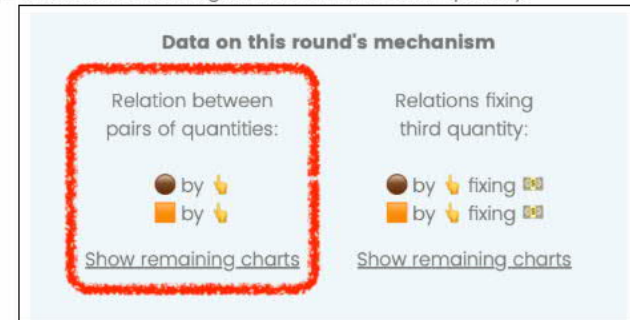 Data on this round's mechanism
Relation between
pairs of quantities:
🟤 by 👆
🟧 by 👆
Show remaining charts
Relations fixing
third quantity:
🟤 by 👆 fixing 💵
🟧 by 👆 fixing 💵
Show remaining charts